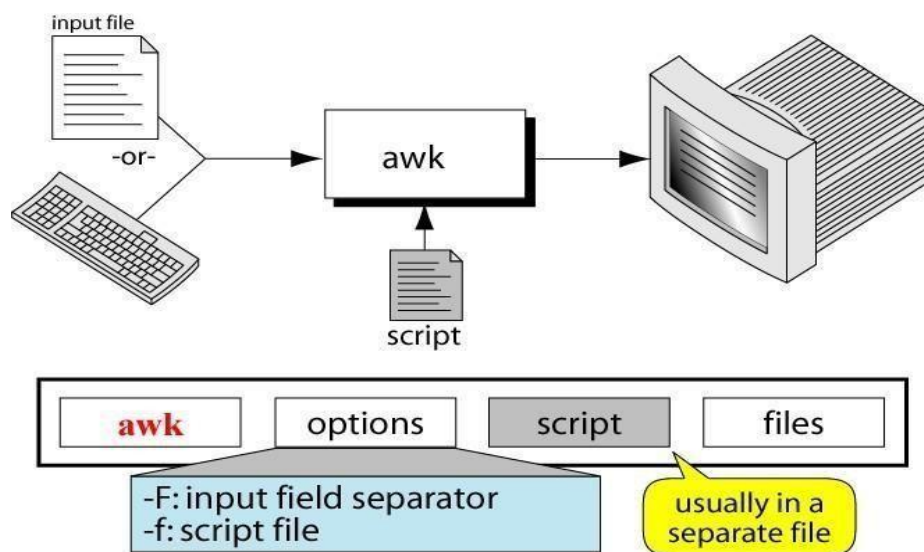 input file
-or-
awk
script
awk
options
script
files
-F: input field separator
-f: script file
usually in a
separate file